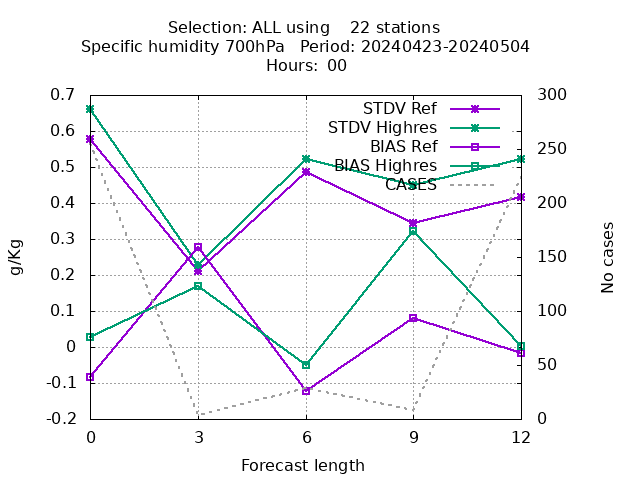 Selection: ALL using    22 stations
Specific humidity 700hPa   Period: 20240423-20240504
Hours: 00
0.7
0.6
0.5
0.4
0.3
0.2
0.1
0
-0.1
-0.2
g/Kg
STDV Ref
STDV Highres
BIAS Ref
BIAS Highres
CASES
300
250
200
150
100
50
0
No cases
0 3 6 9 12
Forecast length